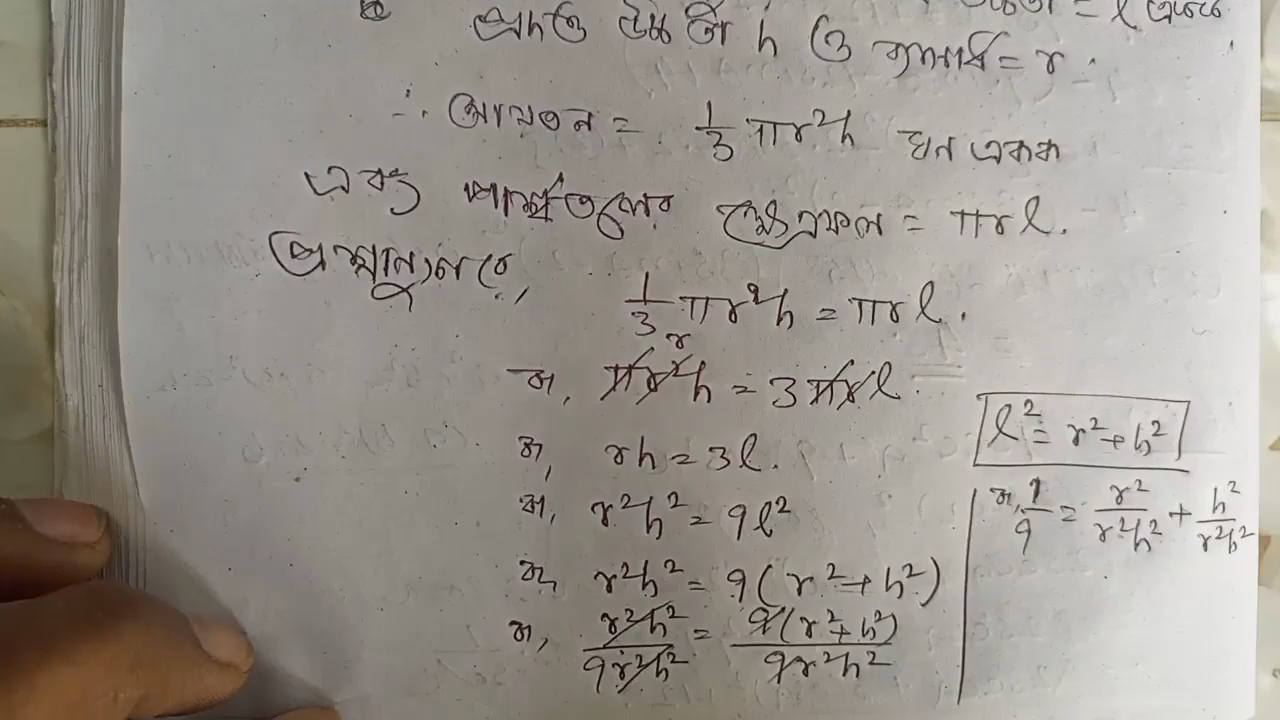 = l একক
প্রদত্ত উচ্চতা h ও ব্যাসার্ধ = r.
∴ আয়তন = 1/3 πr²h ঘন একক
এবং পার্শ্বতলের ক্ষেত্রফল = πrl.
প্রশ্নানুসারে,
1/3 πr²h = πrl.
বা, πr²h = 3πrl. r
বা, rh = 3l.
বা, r²h² = 9l²
বা, r²h² = 9(r²+h²)
বা, r²h²/9r²h² = 9(r²+h²)/9r²h²
l² = r²+h²
বা, 1/9 = r²/r²h² + h²/r²h²